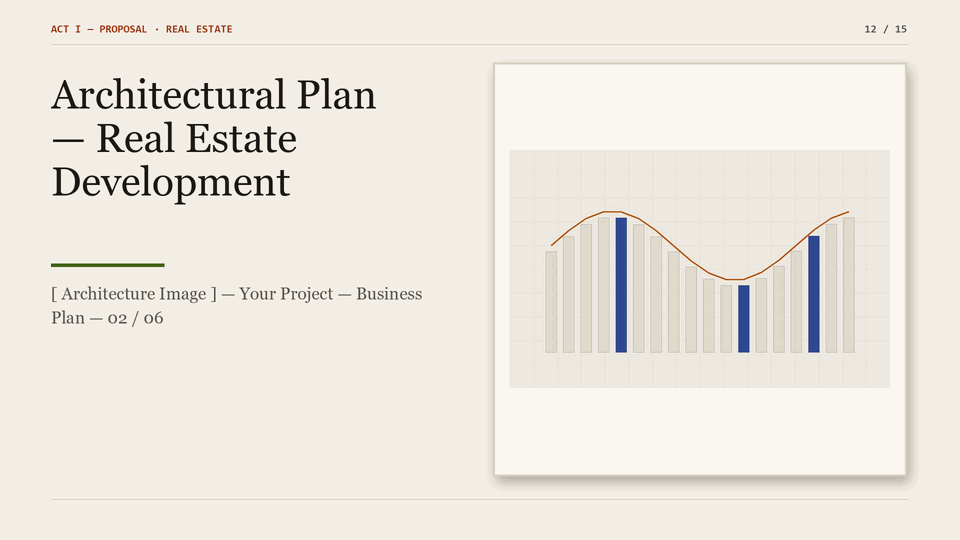 ACT I — PROPOSAL · REAL ESTATE
12 / 15
Architectural Plan
— Real Estate
Development
[ Architecture Image ] — Your Project — Business
Plan — 02 / 06